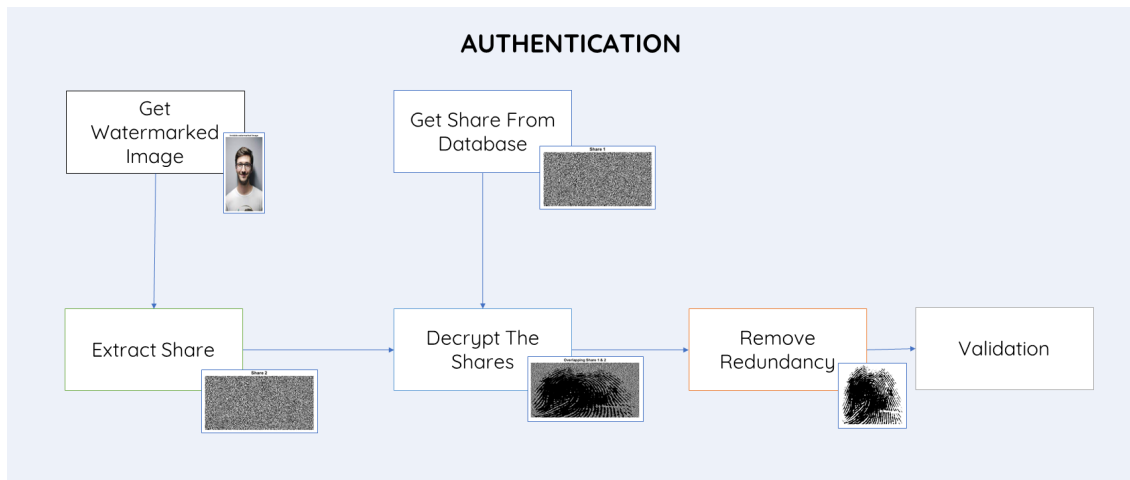 AUTHENTICATION
Get
Watermarked
Image
Get Share From
Database
Share 1
Extract Share
Share 2
Decrypt The
Shares
Overlapping Share 1 & 2
Remove
Redundancy
Validation